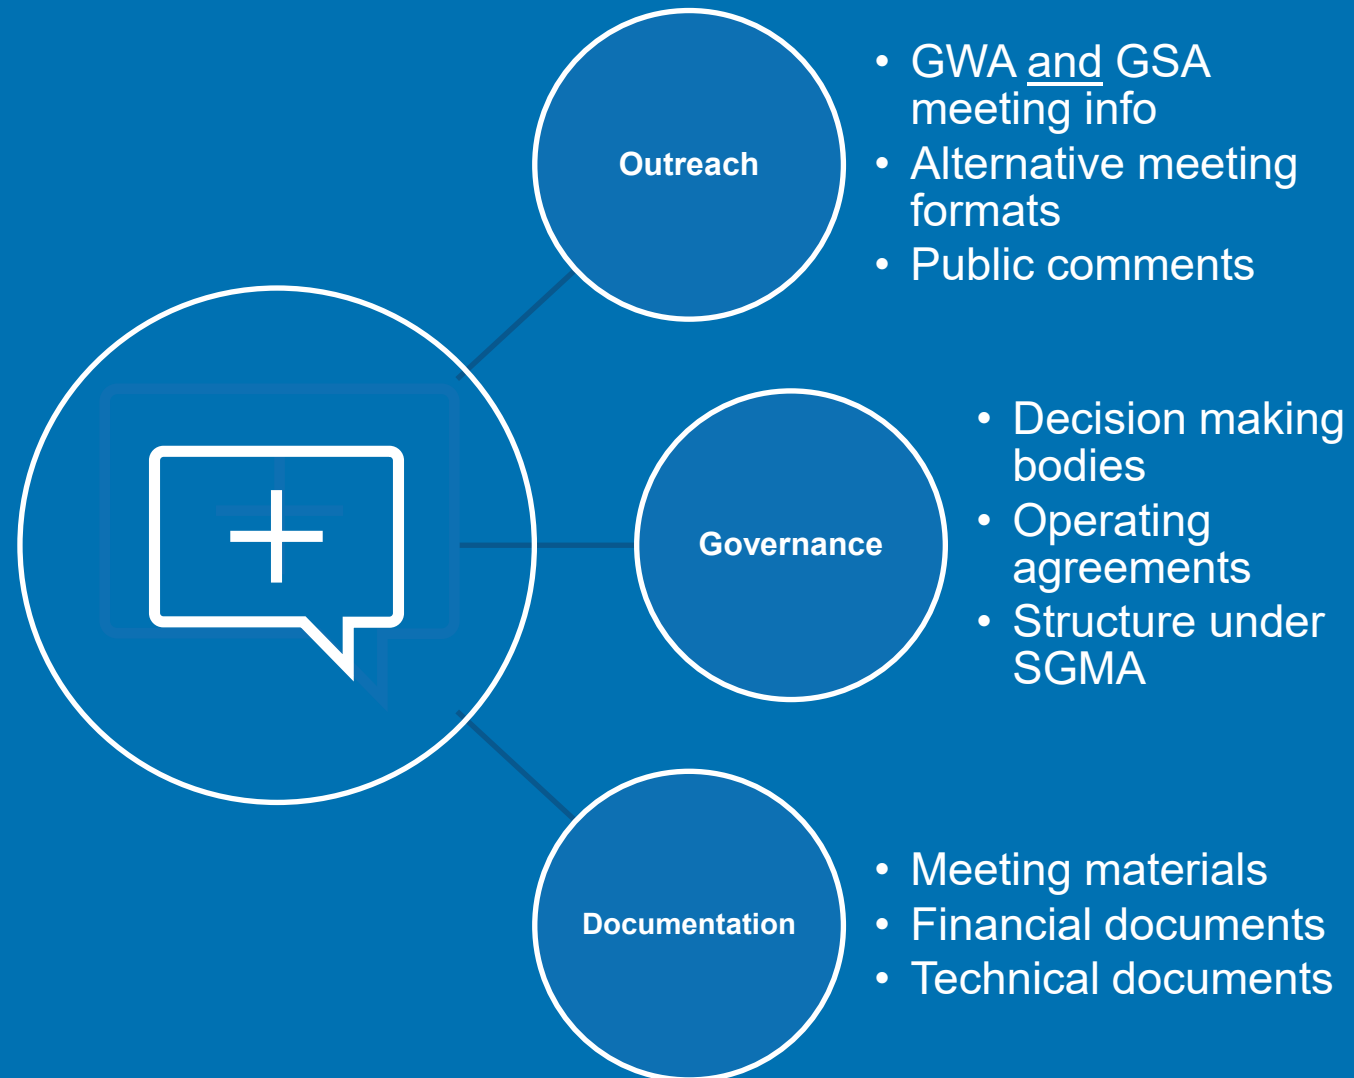 Outreach
• GWA and GSA
meeting info
• Alternative meeting
formats
• Public comments
Governance
• Decision making
bodies
• Operating
agreements
• Structure under
SGMA
Documentation
• Meeting materials
• Financial documents
• Technical documents